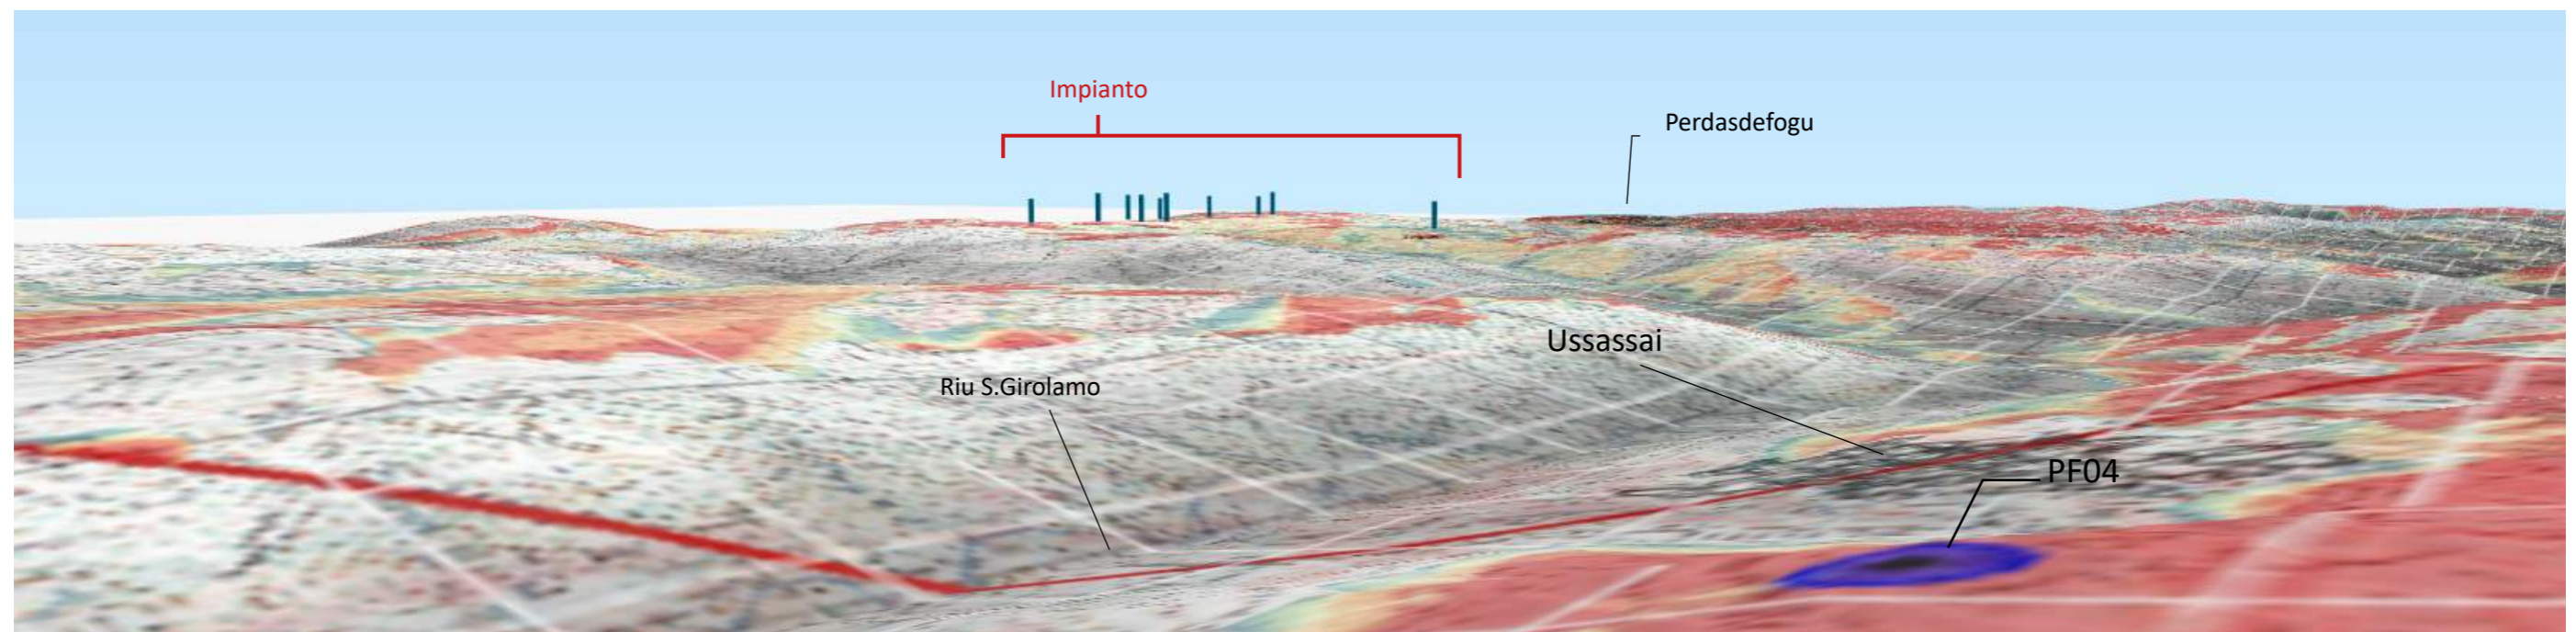 Impianto
Perdasdefogu
Ussassai
Riu S.Girolamo
PF04